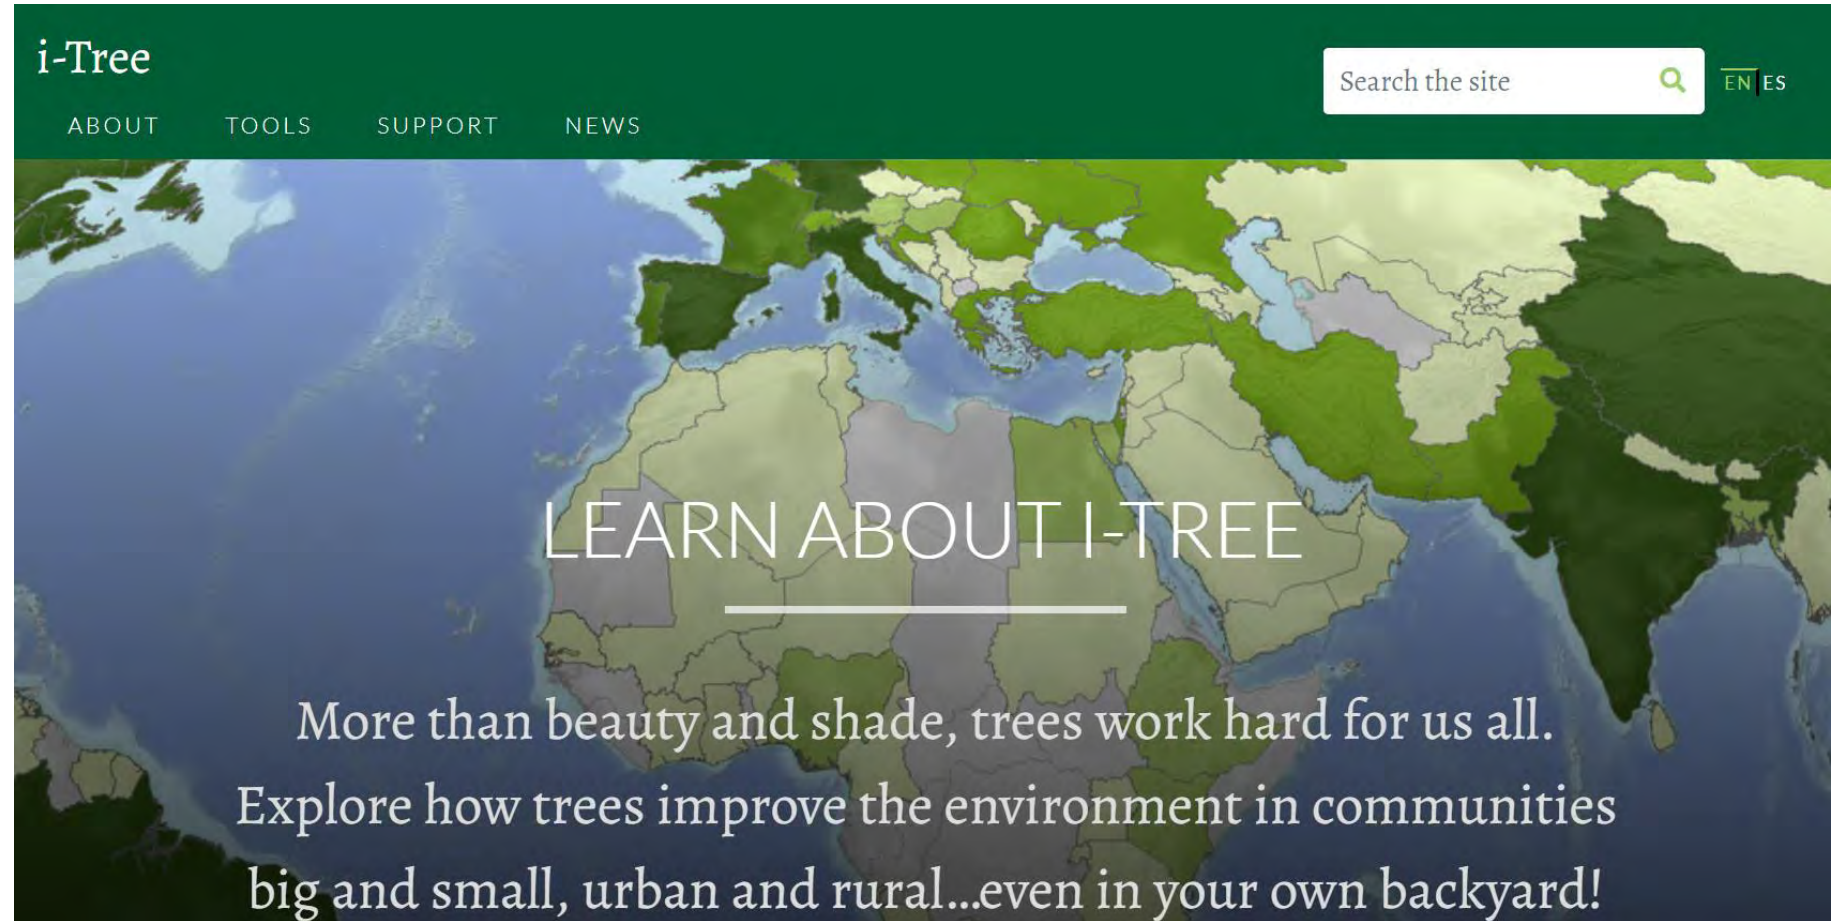 i-Tree
Search the site
EN ES
ABOUT TOOLS SUPPORT NEWS
LEARN ABOUT I-TREE
More than beauty and shade, trees work hard for us all.
Explore how trees improve the environment in communities
big and small, urban and rural...even in your own backyard!